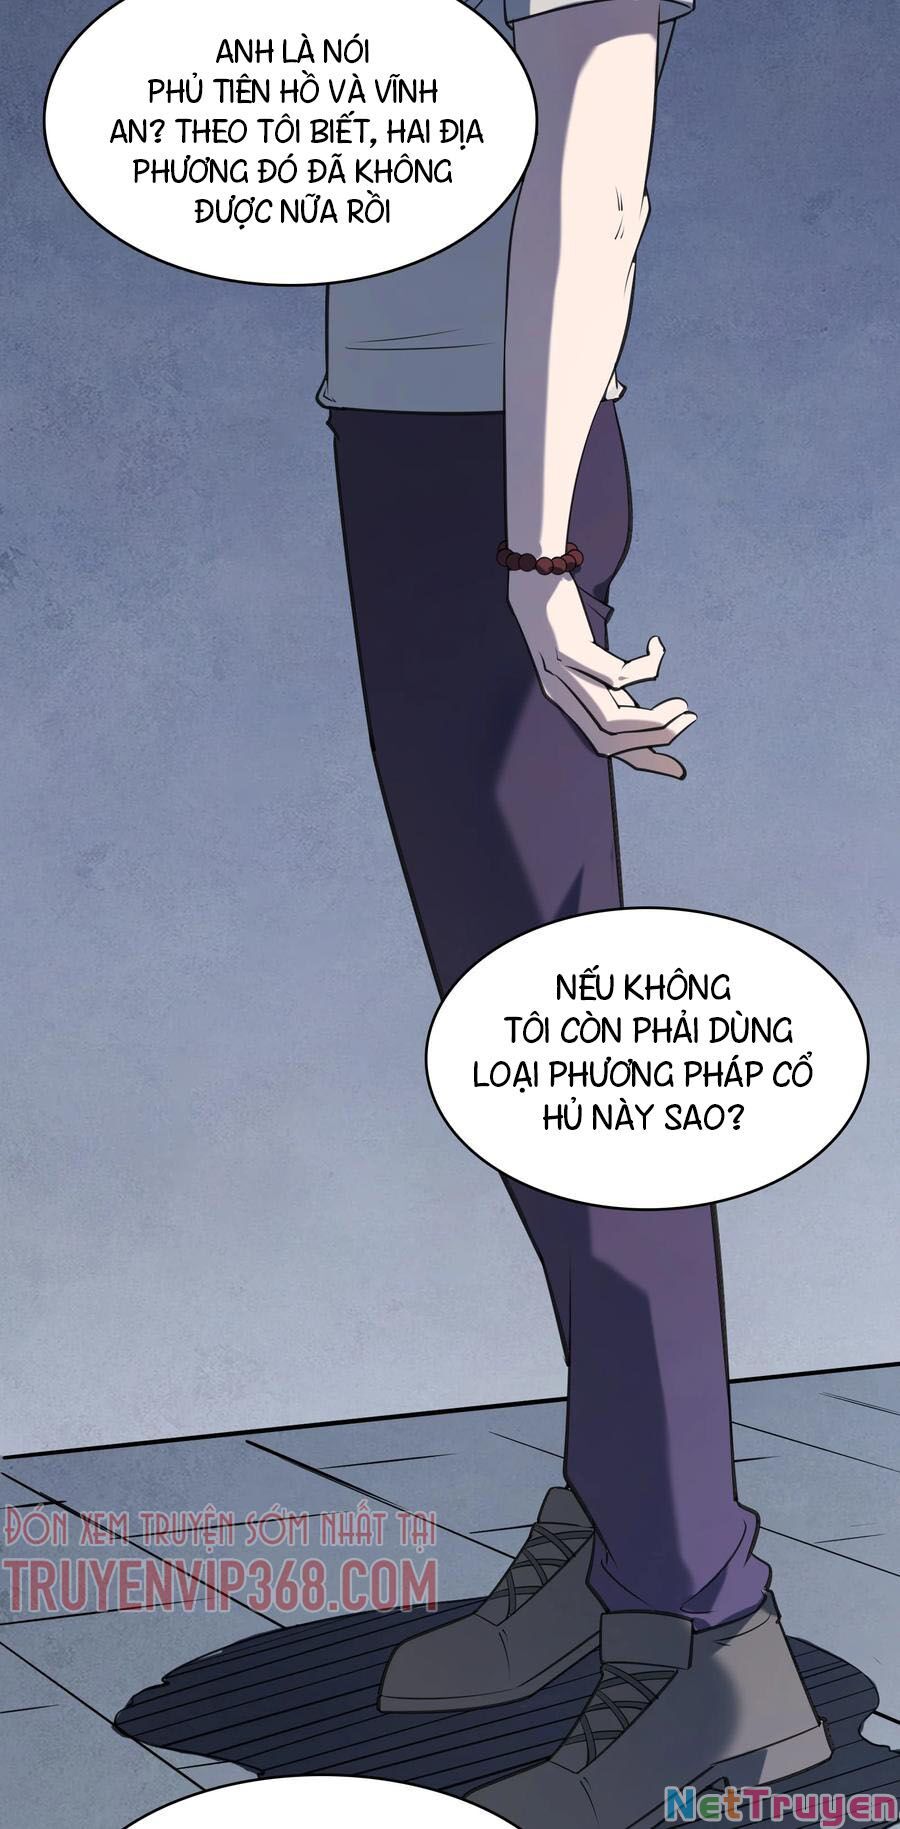 ANH LÀ NÓI
PHỦ TIÊN HỒ VÀ VĨNH
AN? THEO TÔI BIẾT, HAI ĐỊA
PHƯƠNG ĐÓ ĐÃ KHÔNG
ĐƯỢC NỮA RỒI
NẾU KHÔNG
TÔI CÒN PHẢI DÙNG
LOẠI PHƯƠNG PHÁP CỔ
HỦ NÀY SAO?
ĐÓN XEM TRUYỆN SỚM NHẤT TẠI
TRUYENVIP368.COM
NetTruyen